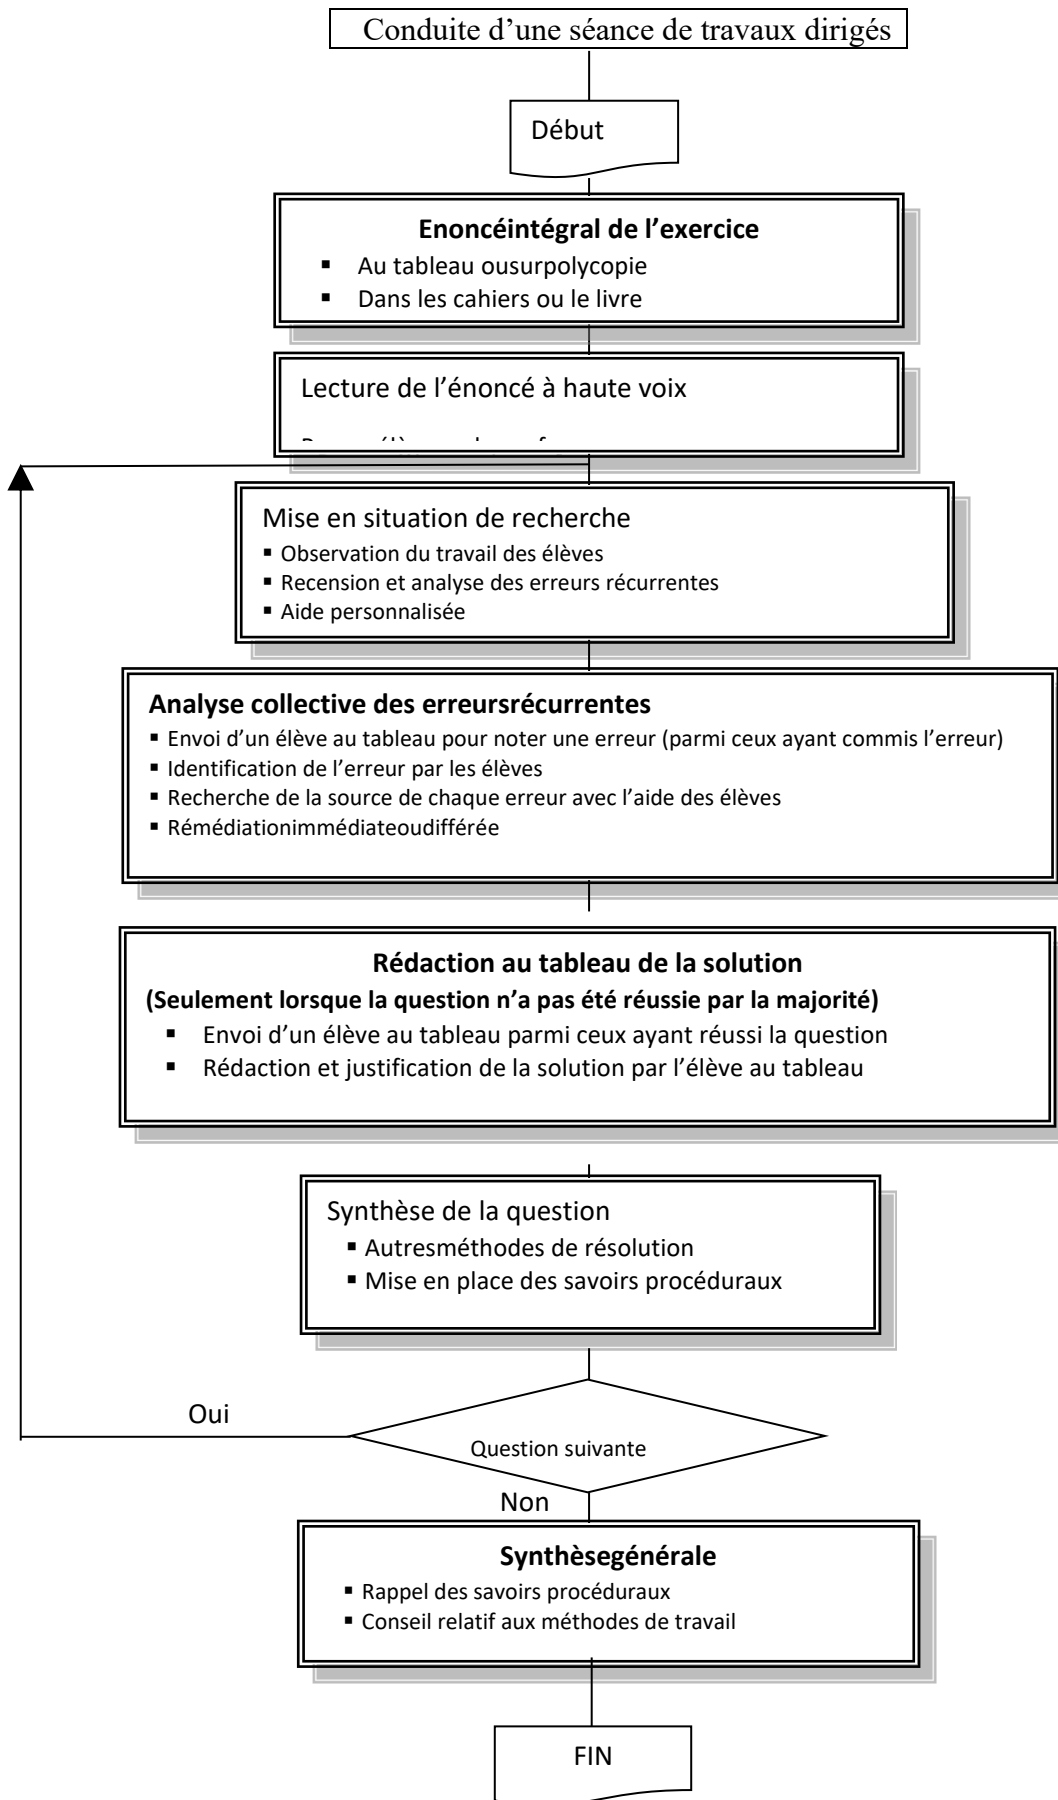 Conduite d’une séance de travaux dirigés
Début
Enoncéintégral de l’exercice
▪ Au tableau ousurpolycopie
▪ Dans les cahiers ou le livre
Lecture de l’énoncé à haute voix
Mise en situation de recherche
▪ Observation du travail des élèves
▪ Recension et analyse des erreurs récurrentes
▪ Aide personnalisée
Analyse collective des erreursrécurrentes
▪ Envoi d’un élève au tableau pour noter une erreur (parmi ceux ayant commis l’erreur)
▪ Identification de l’erreur par les élèves
▪ Recherche de la source de chaque erreur avec l’aide des élèves
▪ Rémédiationimmédiateoudifférée
Rédaction au tableau de la solution
(Seulement lorsque la question n’a pas été réussie par la majorité)
▪ Envoi d’un élève au tableau parmi ceux ayant réussi la question
▪ Rédaction et justification de la solution par l’élève au tableau
Synthèse de la question
▪ Autresméthodes de résolution
▪ Mise en place des savoirs procéduraux
Oui
Question suivante
Non
Synthèsegénérale
▪ Rappel des savoirs procéduraux
▪ Conseil relatif aux méthodes de travail
FIN